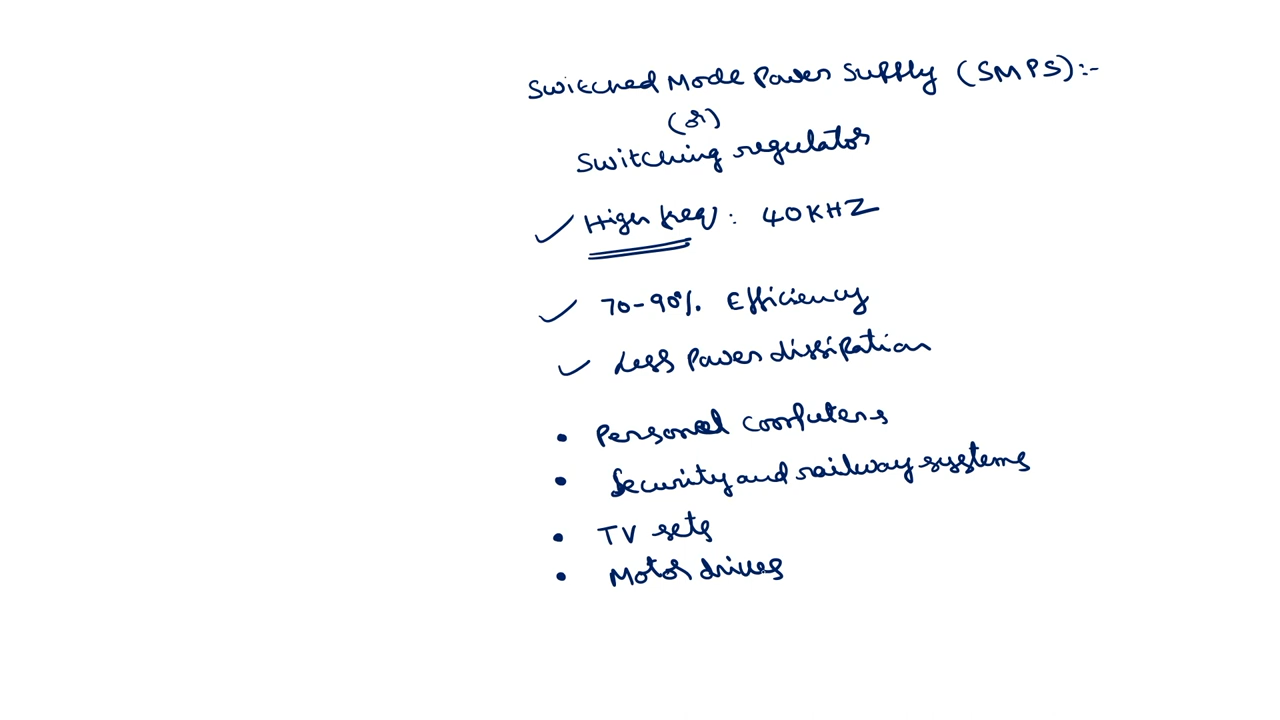 Switched Mode Power Supply (SMPS):-
(or)
Switching regulator
✓ High freq : 40KHZ
✓ 70-90% Efficiency
✓ Less Power dissipation
• Personal computers
• Security and railway systems
• TV sets
• Motor drives